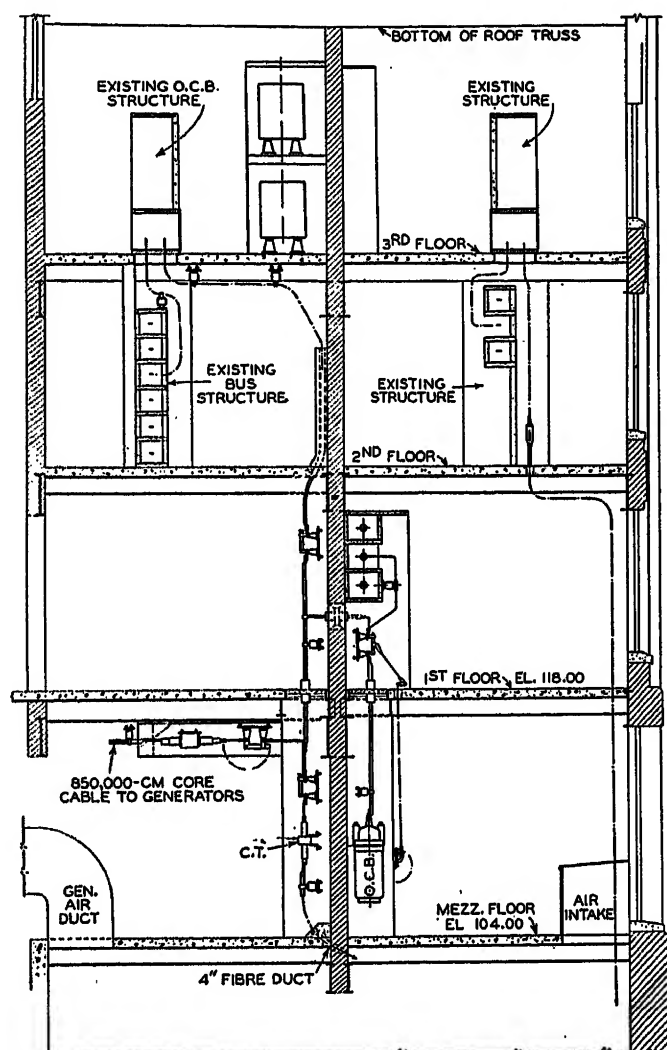 BOTTOM OF ROOF TRUSS
EXISTING O.C.B.
STRUCTURE
EXISTING
STRUCTURE
3RD FLOOR
EXISTING
BUS
STRUCTURE
EXISTING
STRUCTURE
2ND FLOOR
1ST FLOOR EL. 118.00
850,000-CM CORE
CABLE TO GENERATORS
C.T.
O.C.B.
GEN.
AIR
DUCT
MEZZ. FLOOR
EL 104.00
AIR
INTAKE
4" FIBRE DUCT